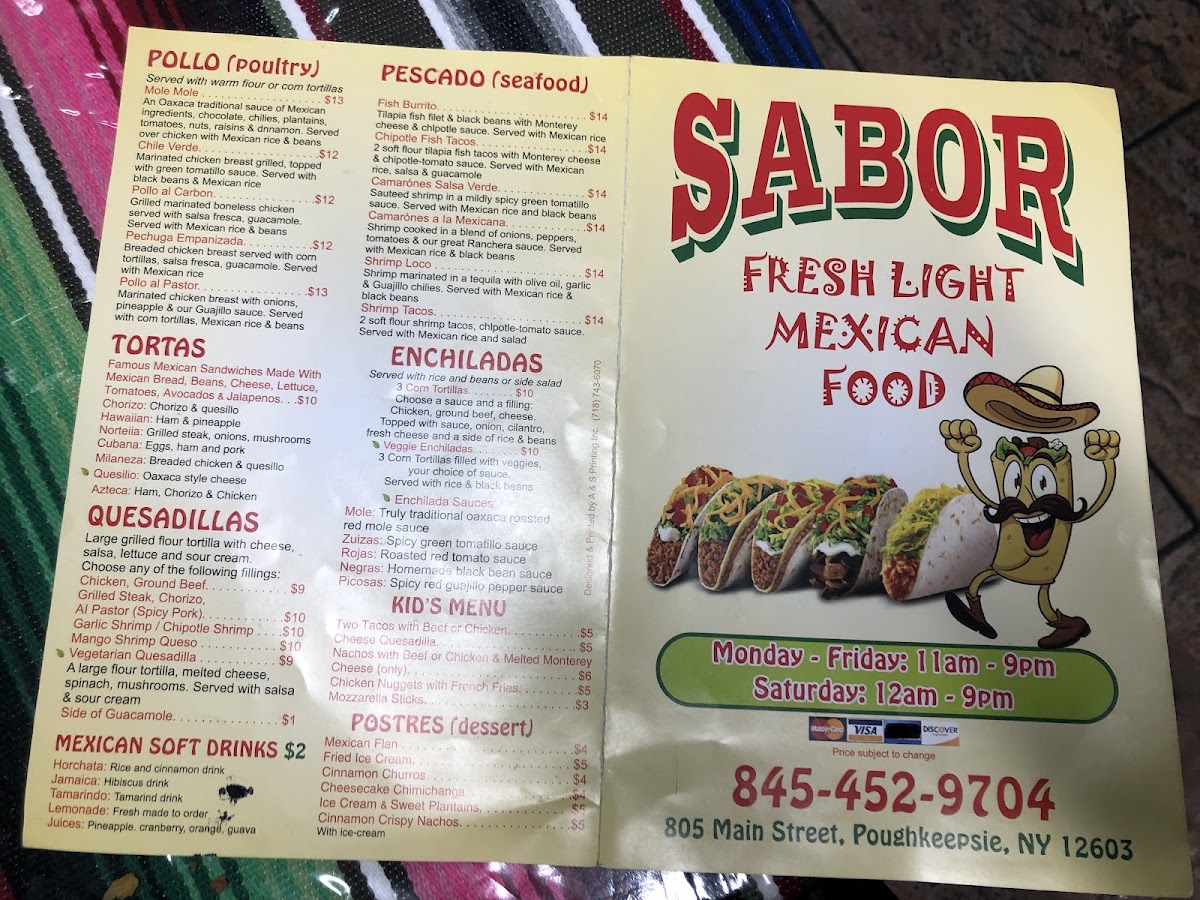 POLLO (poultry)
Served with warm flour or corn tortillas
Mole Mole . . . . . . . . . . . . . . . . . . . . $13
An Oaxaca traditional sauce of Mexican
ingredients, chocolate, chilies, plantains,
tomatoes, nuts, raisins & dnnamon. Served
over chicken with Mexican rice & beans
Chile Verde. . . . . . . . . . . . . . . . . . . .$12
Marinated chicken breast grilled, topped
with green tomatillo sauce. Served with
black beans & Mexican rice
Pollo al Carbon. . . . . . . . . . . . . . . . .$12
Grilled marinated boneless chicken
served with salsa fresca, guacamole.
Served with Mexican rice & beans
Pechuga Empanizada. . . . . . . . . . . .$12
Breaded chicken breast served with corn
tortillas, salsa fresca, guacamole. Served
with Mexican rice
Pollo al Pastor. . . . . . . . . . . . . . . . . .$13
Marinated chicken breast with onions,
pineapple & our Guajillo sauce. Served
with corn tortillas, Mexican rice & beans
TORTAS
Famous Mexican Sandwiches Made With
Mexican Bread, Beans, Cheese, Lettuce,
Tomatoes, Avocados & Jalapenos. . .$10
Chorizo: Chorizo & quesillo
Hawaiian: Ham & pineapple
Norteiia: Grilled steak, onions, mushrooms
Cubana: Eggs, ham and pork
Milaneza: Breaded chicken & quesillo
Quesilio: Oaxaca style cheese
Azteca: Ham, Chorizo & Chicken
QUESADILLAS
Large grilled flour tortilla with cheese,
salsa, lettuce and sour cream.
Choose any of the following fillings:
Chicken, Ground Beef. . . . . . . . . . . . .$9
Grilled Steak, Chorizo,
Al Pastor (Spicy Pork). . . . . . . . . . . . .$10
Garlic Shrimp / Chipotle Shrimp . . . .$10
Mango Shrimp Queso . . . . . . . . . . . . $10
Vegetarian Quesadilla . . . . . . . . . . . . $9
A large flour tortilla, melted cheese,
spinach, mushrooms. Served with salsa
& sour cream
Side of Guacamole. . . . . . . . . . . . . . . $1
MEXICAN SOFT DRINKS $2
Horchata: Rice and cinnamon drink
Jamaica: Hibiscus drink
Tamarindo: Tamarind drink
Lemonade: Fresh made to order
Juices: Pineapple. cranberry, orange, guava
PESCADO (seafood)
Fish Burrito. . . . . . . . . . . . . . . . . . . . . . $14
Tilapia fish filet & black beans with Monterey
cheese & chlpotle sauce. Served with Mexican rice
Chipotle Fish Tacos. . . . . . . . . . . . . . . . .$14
2 soft flour tilapia fish tacos with Monterey cheese
& chipotle-tomato sauce. Served with Mexican
rice, salsa & guacamole
Camarónes Salsa Verde. . . . . . . . . . . . . . $14
Sauteed shrimp in a mildly spicy green tomatillo
sauce. Served with Mexican rice and black beans
Camarónes a la Mexicana. . . . . . . . . . . . .$14
Shrimp cooked in a blend of onions, peppers,
tomatoes & our great Ranchera sauce. Served
with Mexican rice & black beans
Shrimp Loco . . . . . . . . . . . . . . . . . . . . . . $14
Shrimp marinated in a tequila with olive oil, garlic
& Guajillo chilies. Served with Mexican rice &
black beans
Shrimp Tacos. . . . . . . . . . . . . . . . . . . . . . $14
2 soft flour shrimp tacos, chlpotle-tomato sauce.
Served with Mexican rice and salad
ENCHILADAS
Served with rice and beans or side salad
3 Corn Tortillas. . . . . . . . $10
Choose a sauce and a filling:
Chicken, ground beef, cheese.
Topped with sauce, onion, cilantro,
fresh cheese and a side of rice & beans
Veggie Enchiladas. . . . . . . . $10
3 Corn Tortillas filled with veggies,
your choice of sauce.
Served with rice & black beans
Enchilada Sauces
Mole: Truly traditional oaxaca roasted
red mole sauce
Zuizas: Spicy green tomatillo sauce
Rojas: Roasted red tomato sauce
Negras: Homemade black bean sauce
Picosas: Spicy red guajillo pepper sauce
KID'S MENU
Two Tacos with Beef or Chicken. . . . . . . . . . .$5
Cheese Quesadilla. . . . . . . . . . . . . . . . . . . . . $5
Nachos with Beef or Chicken & Melted Monterey
Cheese (only). . . . . . . . . . . . . . . . . . . . . . . . $6
Chicken Nuggets with French Fries. . . . . . . . .$5
Mozzarella Sticks. . . . . . . . . . . . . . . . . . . . . .$3
POSTRES (dessert)
Mexican Flan . . . . . . . . . . . . . . . . . . . . . . .$4
Fried Ice Cream. . . . . . . . . . . . . . . . . . . . .$5
Cinnamon Churros. . . . . . . . . . . . . . . . . . .$4
Cheesecake Chimichanga. . . . . . . . . . . . .
Ice Cream & Sweet Plantains. . . . . . . . . . .
Cinnamon Crispy Nachos. . . . . . . . . . . . . .$5
With ice-cream
Designed & Printed by A & S Printing Inc. (718) 743-6970
SABOR
FRESH LIGHT
MEXICAN
FOOD
Monday - Friday: 11am - 9pm
Saturday: 12am - 9pm
MasterCard VISA DISCOVER
Price subject to change
845-452-9704
805 Main Street, Poughkeepsie, NY 12603